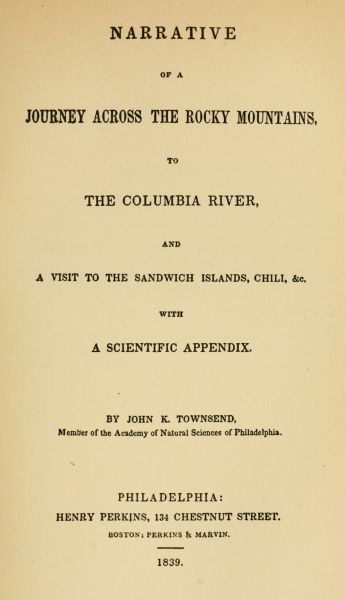 NARRATIVE
OF A
JOURNEY ACROSS THE ROCKY MOUNTAINS,
TO
THE COLUMBIA RIVER,
AND
A VISIT TO THE SANDWICH ISLANDS, CHILI, &c.
WITH
A SCIENTIFIC APPENDIX.
BY JOHN K. TOWNSEND,
Member of the Academy of Natural Sciences of Philadelphia.
PHILADELPHIA:
HENRY PERKINS, 134 CHESTNUT STREET.
BOSTON; PERKINS & MARVIN.
1839.